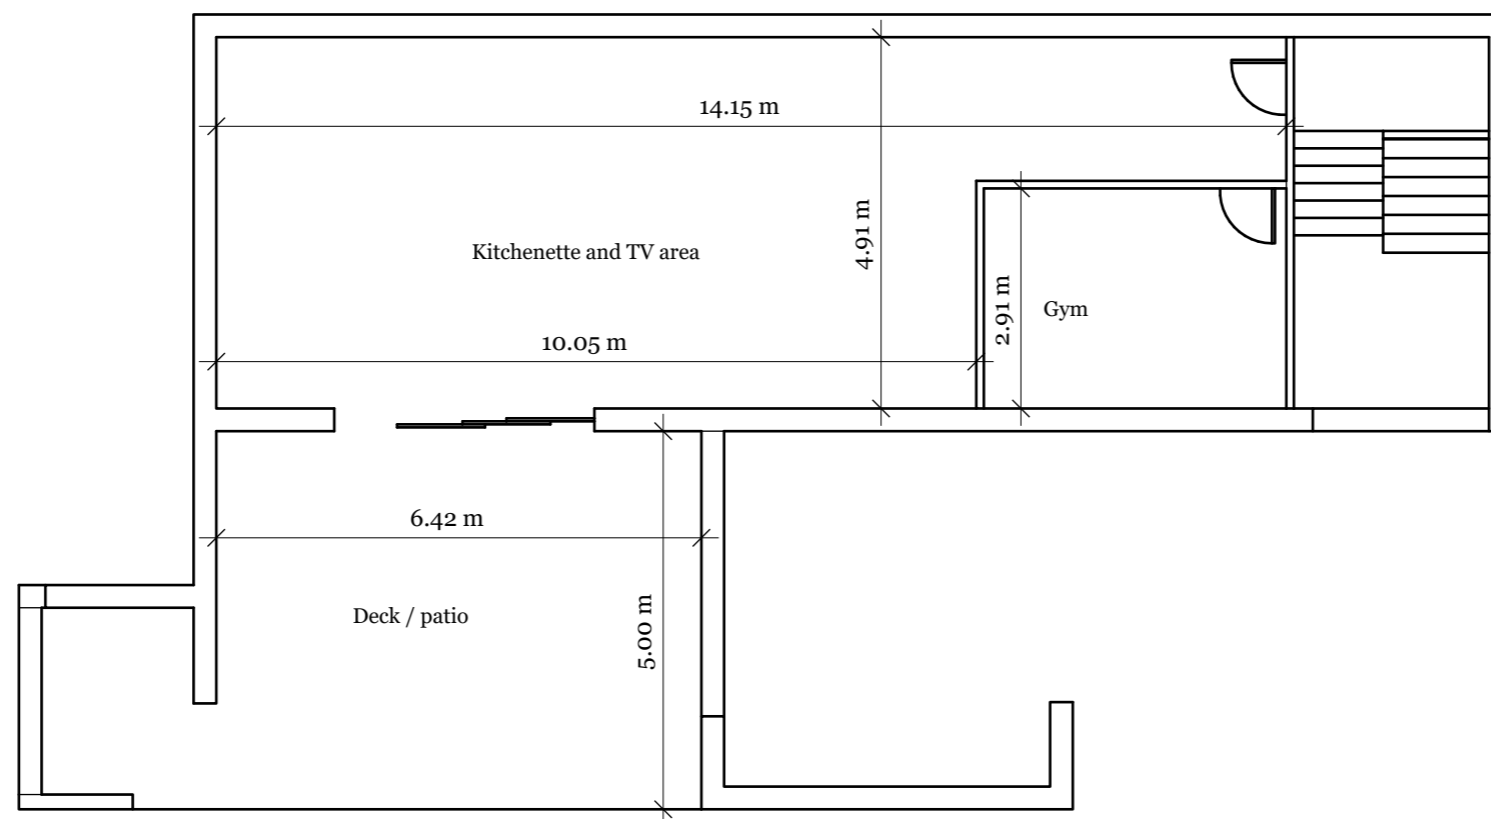 14.15 m
4.91 m
Kitchenette and TV area
2.91 m
Gym
10.05 m
6.42 m
5.00 m
Deck / patio